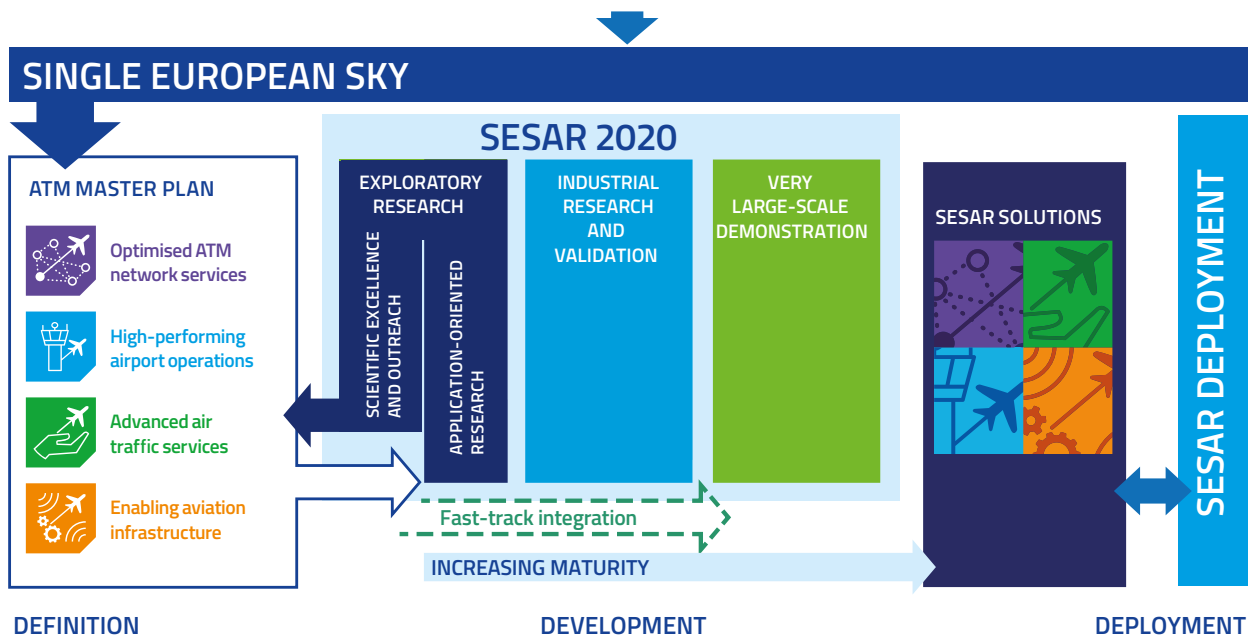 SINGLE EUROPEAN SKY
ATM MASTER PLAN
Optimised ATM
network services
High-performing
airport operations
Advanced air
traffic services
Enabling aviation
infrastructure
SESAR 2020
EXPLORATORY
RESEARCH
SCIENTIFIC EXCELLENCE
AND OUTREACH
APPLICATION-ORIENTED
RESEARCH
INDUSTRIAL
RESEARCH
AND
VALIDATION
VERY
LARGE-SCALE
DEMONSTRATION
Fast-track integration
INCREASING MATURITY
SESAR SOLUTIONS
SESAR DEPLOYMENT
DEFINITION
DEVELOPMENT
DEPLOYMENT